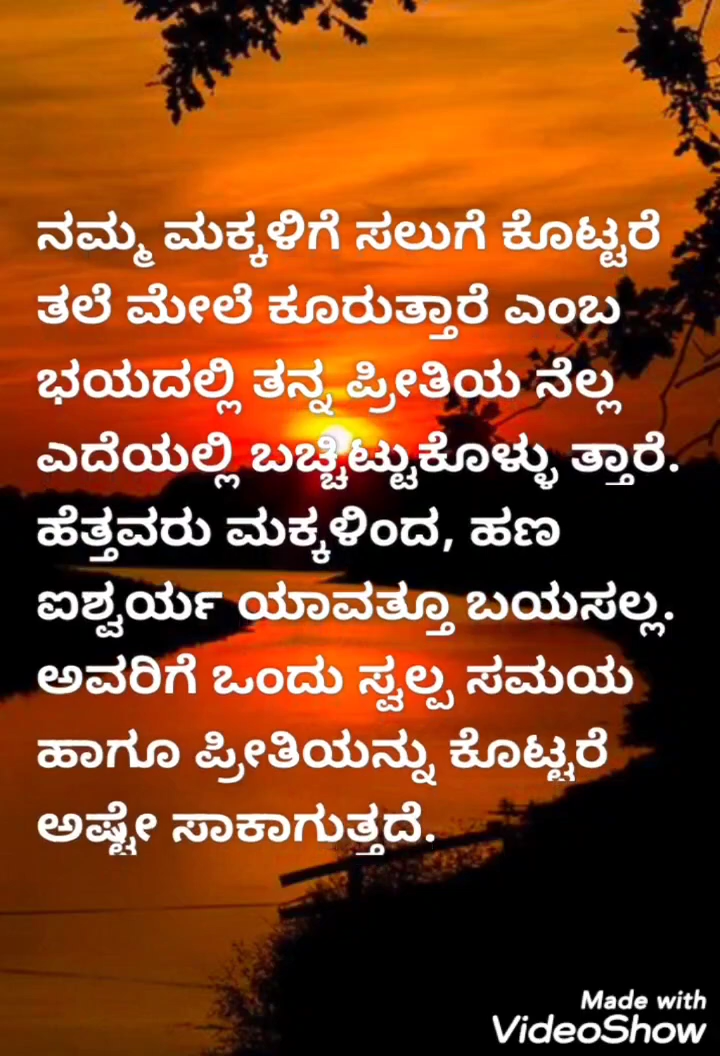 ನಮ್ಮ ಮಕ್ಕಳಿಗೆ ಸಲುಗೆ ಕೊಟ್ಟರೆ
ತಲೆ ಮೇಲೆ ಕೂರುತ್ತಾರೆ ಎಂಬ
ಭಯದಲ್ಲಿ ತನ್ನ ಪ್ರೀತಿಯ ನೆಲ್ಲ
ಎದೆಯಲ್ಲಿ ಬಚ್ಚಿಟ್ಟುಕೊಳ್ಳು ತ್ತಾರೆ.
ಹೆತ್ತವರು ಮಕ್ಕಳಿಂದ, ಹಣ
ಐಶ್ವರ್ಯ ಯಾವತ್ತೂ ಬಯಸಲ್ಲ.
ಅವರಿಗೆ ಒಂದು ಸ್ವಲ್ಪ ಸಮಯ
ಹಾಗೂ ಪ್ರೀತಿಯನ್ನು ಕೊಟ್ಟರೆ
ಅಷ್ಟೇ ಸಾಕಾಗುತ್ತದೆ.
Made with
VideoShow